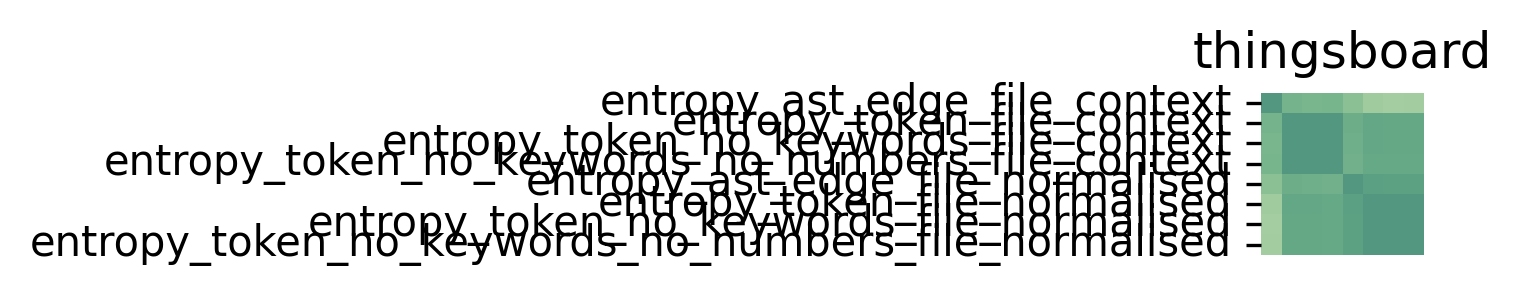 thingsboard
entropy_ast_edge_file_context
entropy_token_file_context
entropy_token_no_keywords_file_context
entropy_token_no_keywords_no_numbers_file_context
entropy_ast_edge_file_normalised
entropy_token_file_normalised
entropy_token_no_keywords_file_normalised
entropy_token_no_keywords_no_numbers_file_normalised